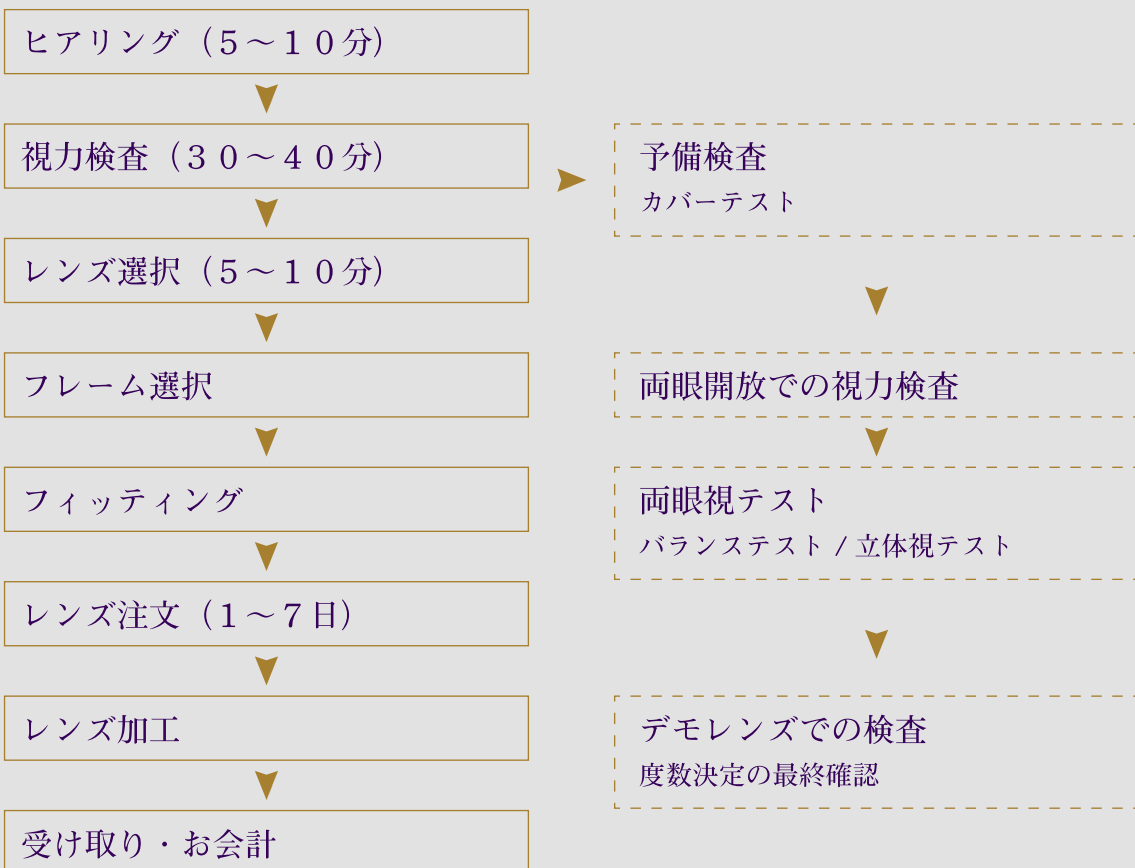 ヒアリング（５～１０分）
視力検査（３０～４０分）
レンズ選択（５～１０分）
フレーム選択
フィッティング
レンズ注文（１～７日）
レンズ加工
受け取り・お会計
予備検査
カバーテスト
両眼開放での視力検査
両眼視テスト
バランステスト / 立体視テスト
デモレンズでの検査
度数決定の最終確認